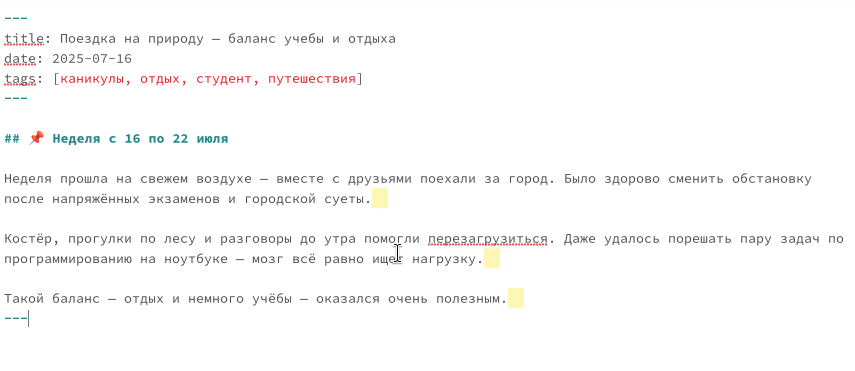 ---
title: Поездка на природу — баланс учебы и отдыха
date: 2025-07-16
tags: [каникулы, отдых, студент, путешествия]
---
## 📌 Неделя с 16 по 22 июля
Неделя прошла на свежем воздухе — вместе с друзьями поехали за город. Было здорово сменить обстановку
после напряжённых экзаменов и городской суеты.
Костёр, прогулки по лесу и разговоры до утра помогли перезагрузиться. Даже удалось порешать пару задач по
программированию на ноутбуке — мозг всё равно ищет нагрузку.
Такой баланс — отдых и немного учёбы — оказался очень полезным.
---